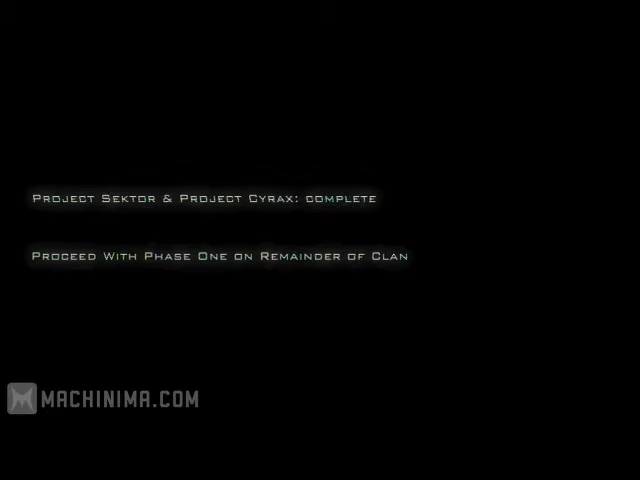 Project Sektor & Project Cyrax: complete
Proceed With Phase One on Remainder of Clan
MACHINIMA.COM